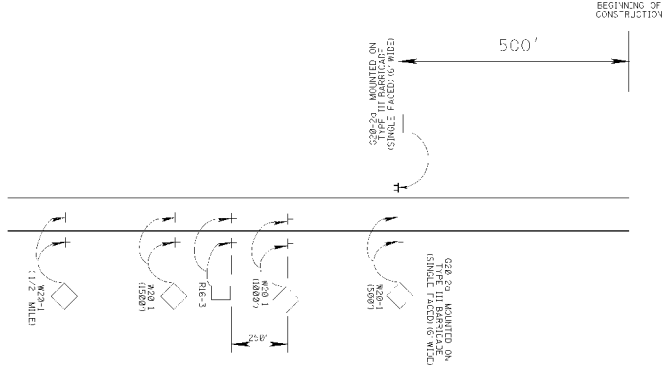 BEGINNING OF
CONSTRUCTION
500'
G20-2a MOUNTED ON
TYPE III BARRICADE
(SINGLE FACED)(6' WIDE)
W20-1
(1/2 MILE)
W20-1
(1500')
R16-3
W20-1
(1000')
250'
W20-1
(500')
G20-2a MOUNTED ON
TYPE III BARRICADE
(SINGLE FACED)(6' WIDE)